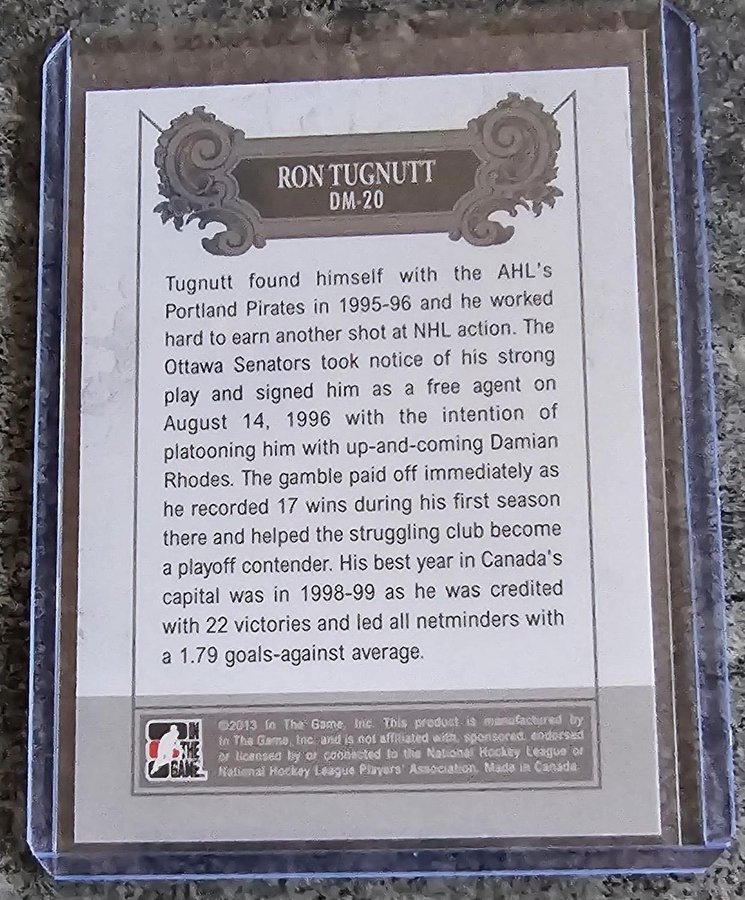 RON TUGNUTT
DM-20
Tugnutt found himself with the AHL's
Portland Pirates in 1995-96 and he worked
hard to earn another shot at NHL action. The
Ottawa Senators took notice of his strong
play and signed him as a free agent on
August 14, 1996 with the intention of
platooning him with up-and-coming Damian
Rhodes. The gamble paid off immediately as
he recorded 17 wins during his first season
there and helped the struggling club become
a playoff contender. His best year in Canada's
capital was in 1998-99 as he was credited
with 22 victories and led all netminders with
a 1.79 goals-against average.
IN
THE
GAME
©2013 In The Game, Inc. This product is manufactured by
In The Game, Inc. and is not affiliated with, sponsored, endorsed
or licensed by or connected to the National Hockey League or
National Hockey League Players' Association. Made in Canada.